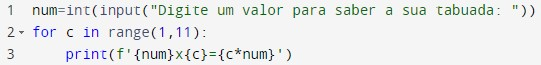 1 num=int(input("Digite um valor para saber a sua tabuada: "))
2 for c in range(1,11):
3     print(f'{num}x{c}={c*num}')